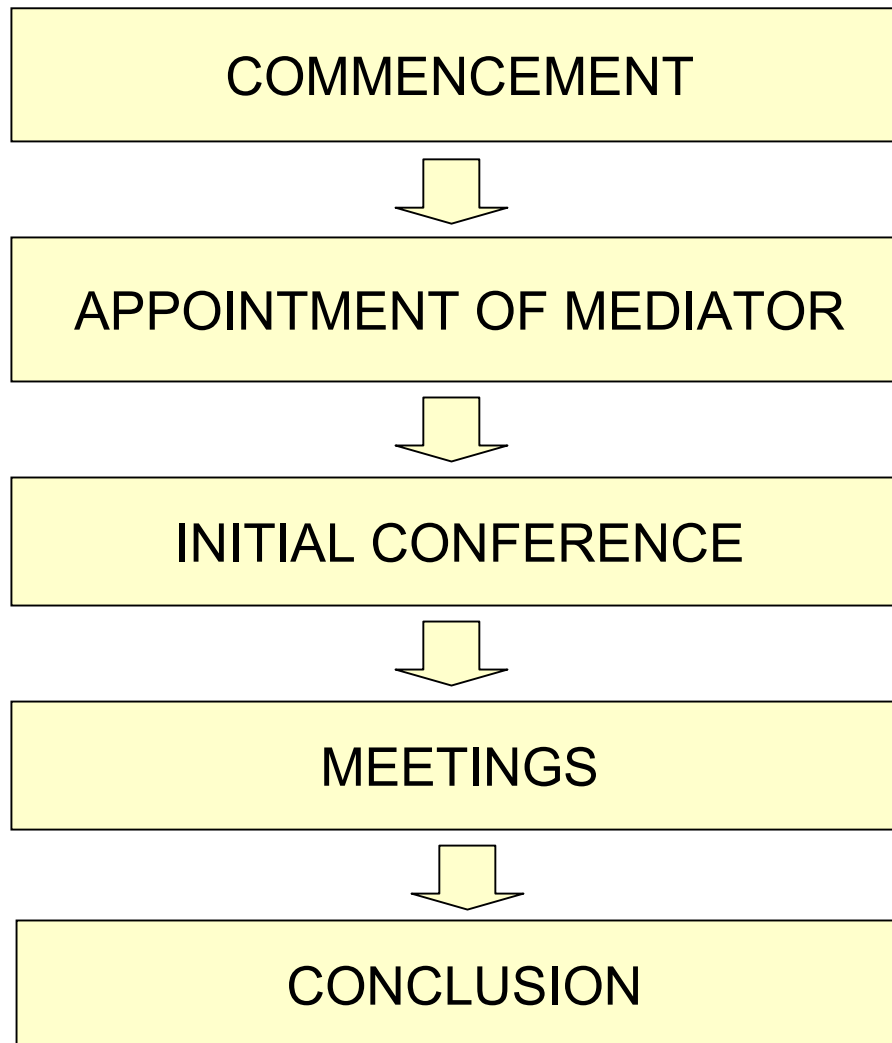 COMMENCEMENT
APPOINTMENT OF MEDIATOR
INITIAL CONFERENCE
MEETINGS
CONCLUSION